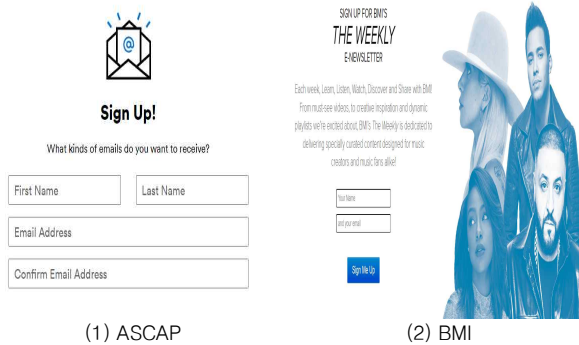 @
Sign Up!
What kinds of emails do you want to receive?
First Name
Last Name
Email Address
Confirm Email Address
(1) ASCAP
SIGN UP FOR BMI'S
THE WEEKLY
E-NEWSLETTER
Each week, Learn, Listen, Watch, Discover and Share with BMI!
From must-see videos, to creative inspiration and dynamic
playlists we're excited about, BMI's The Weekly is dedicated to
delivering specially curated content designed for music
creators and music fans alike!
Your Name
and your email
Sign Me Up
(2) BMI